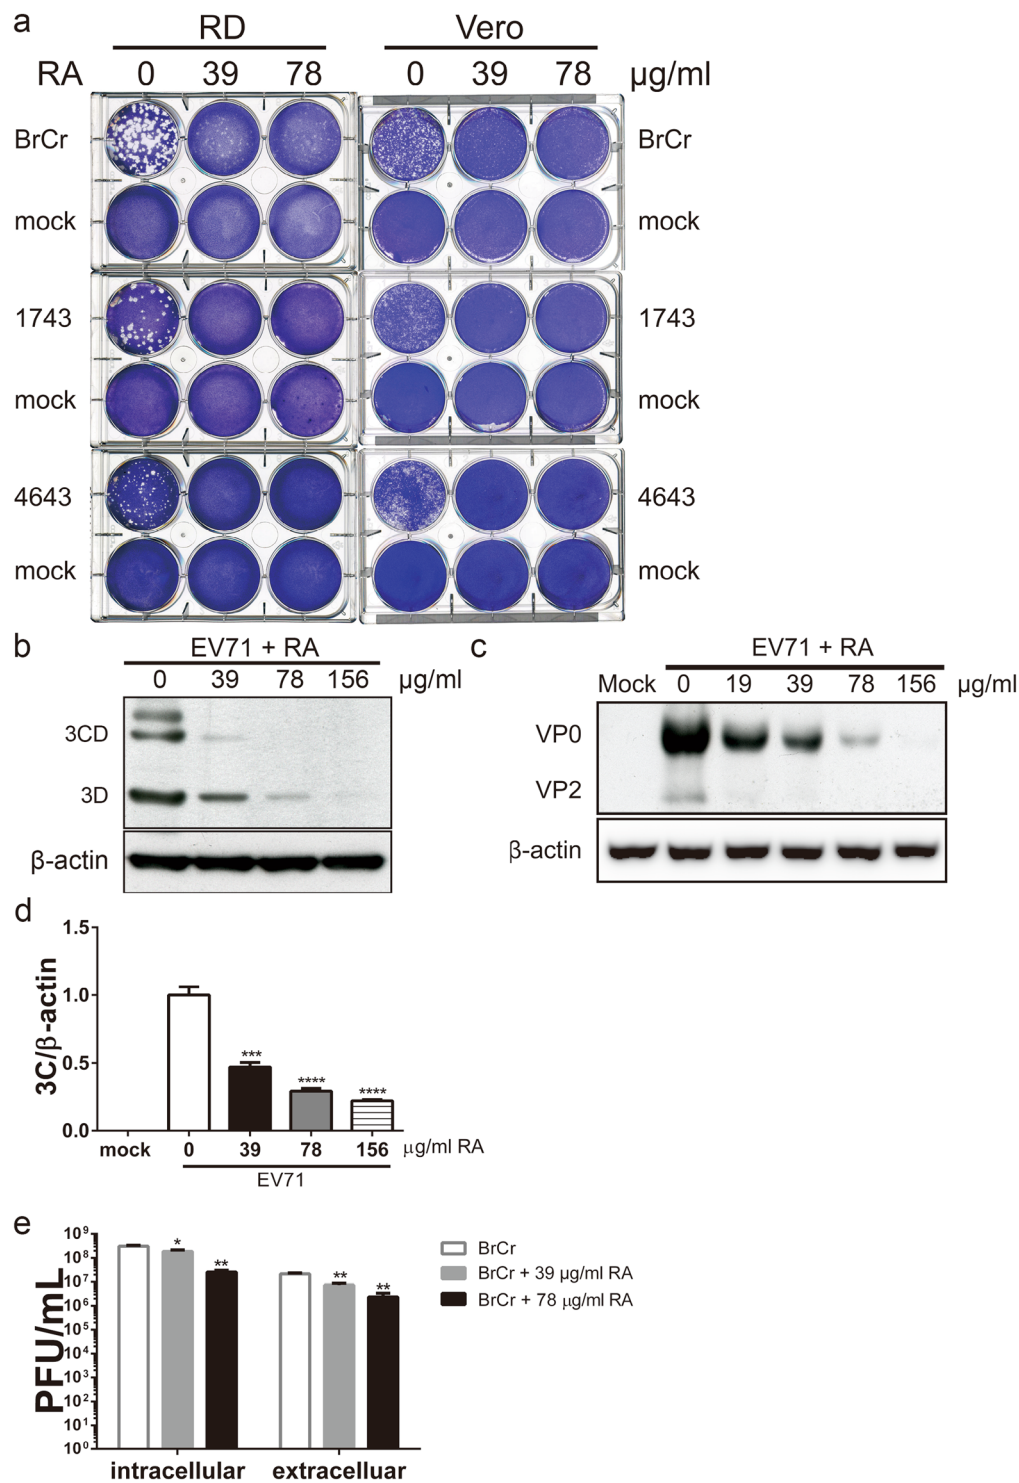 a
RD Vero
RA 0 39 78 0 39 78 μg/ml
BrCr BrCr
mock mock
1743 1743
mock mock
4643 4643
mock mock
b
EV71 + RA
0 39 78 156 μg/ml
3CD
3D
β-actin
c
EV71 + RA
Mock 0 19 39 78 156 μg/ml
VP0
VP2
β-actin
d
3C/β-actin
1.5
1.0
0.5
0.0
***
****
****
mock 0 39 78 156 μg/ml RA
EV71
e
PFU/mL
10⁹
10⁸
10⁷
10⁶
10⁵
10⁴
10³
10²
10¹
10⁰
* ** ** **
intracellular extracelluar
BrCr
BrCr + 39 μg/ml RA
BrCr + 78 μg/ml RA